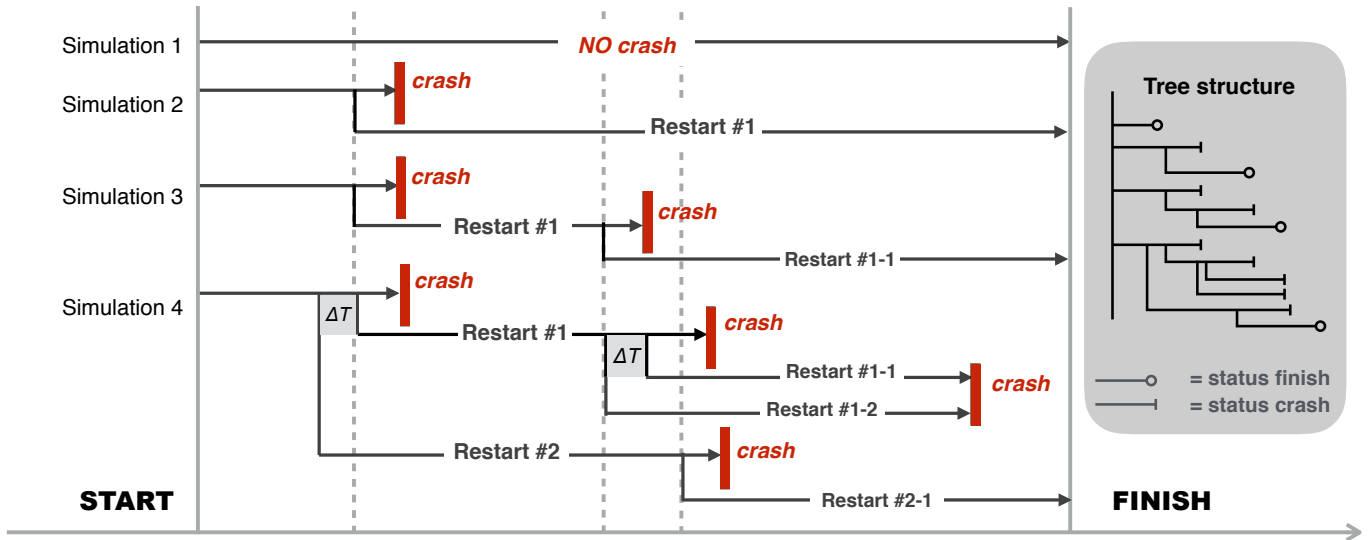 Simulation 1
NO crash
Simulation 2
crash
Restart #1
Simulation 3
crash
Restart #1
crash
Restart #1-1
Simulation 4
crash
ΔT
Restart #1
crash
ΔT
Restart #1-1
crash
Restart #1-2
Restart #2
crash
Restart #2-1
START
FINISH
Tree structure
= status finish
= status crash